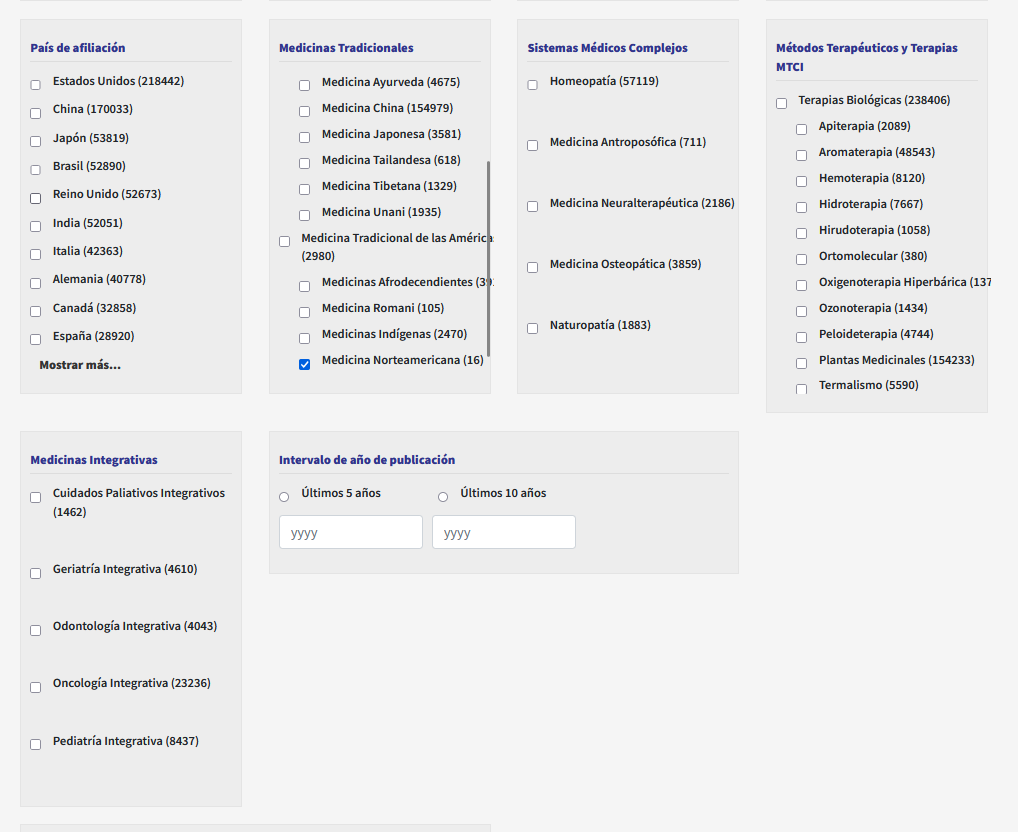 País de afiliación
Estados Unidos (218442)
China (170033)
Japón (53819)
Brasil (52890)
Reino Unido (52673)
India (52051)
Italia (42363)
Alemania (40778)
Canadá (32858)
España (28920)
Mostrar más...
Medicinas Tradicionales
Medicina Ayurveda (4675)
Medicina China (154979)
Medicina Japonesa (3581)
Medicina Tailandesa (618)
Medicina Tibetana (1329)
Medicina Unani (1935)
Medicina Tradicional de las América
(2980)
Medicinas Afrodecendientes (39
Medicina Romani (105)
Medicinas Indígenas (2470)
Medicina Norteamericana (16)
Sistemas Médicos Complejos
Homeopatía (57119)
Medicina Antroposófica (711)
Medicina Neuralterapéutica (2186)
Medicina Osteopática (3859)
Naturopatía (1883)
Métodos Terapéuticos y Terapias
MTCI
Terapias Biológicas (238406)
Apiterapia (2089)
Aromaterapia (48543)
Hemoterapia (8120)
Hidroterapia (7667)
Hirudoterapia (1058)
Ortomolecular (380)
Oxigenoterapia Hiperbárica (137
Ozonoterapia (1434)
Peloideterapia (4744)
Plantas Medicinales (154233)
Termalismo (5590)
Medicinas Integrativas
Cuidados Paliativos Integrativos
(1462)
Geriatría Integrativa (4610)
Odontología Integrativa (4043)
Oncología Integrativa (23236)
Pediatría Integrativa (8437)
Intervalo de año de publicación
Últimos 5 años
Últimos 10 años
yyyy
yyyy